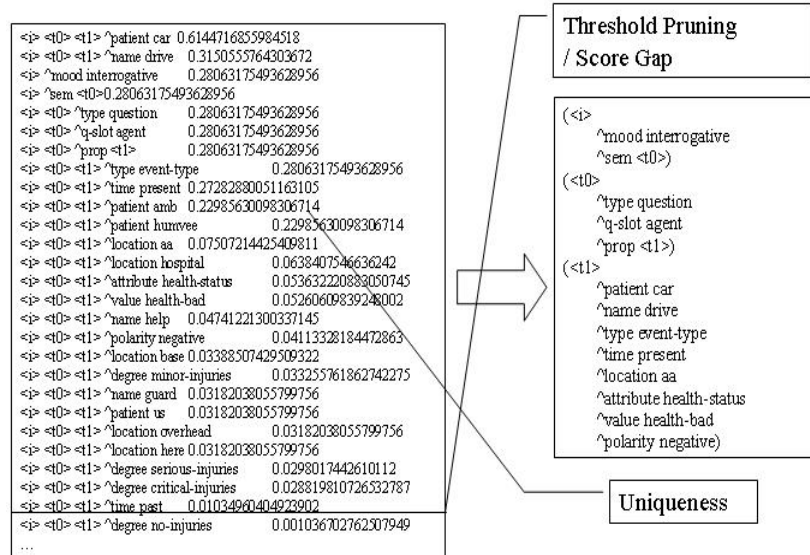 <i> <t0> <t1> ^patient car 0.6144716855984518
<i> <t0> <t1> ^name drive 0.3150555764303672
<i> ^mood interrogative 0.28063175493628956
<i> ^sem <t0>0.28063175493628956
<i> <t0> ^type question 0.28063175493628956
<i> <t0> ^q-slot agent 0.28063175493628956
<i> <t0> ^prop <t1> 0.28063175493628956
<i> <t0> <t1> ^type event-type 0.28063175493628956
<i> <t0> <t1> ^time present 0.27282880051163105
<i> <t0> <t1> ^patient amb 0.22985630098306714
<i> <t0> <t1> ^patient humvee 0.22985630098306714
<i> <t0> <t1> ^location aa 0.07507214425409811
<i> <t0> <t1> ^location hospital 0.0638407546636242
<i> <t0> <t1> ^attribute health-status 0.053632220883050745
<i> <t0> <t1> ^value health-bad 0.05260609839248002
<i> <t0> <t1> ^name help 0.04741221300337145
<i> <t0> <t1> ^polarity negative 0.04113328184472863
<i> <t0> <t1> ^location base 0.03388507429509322
<i> <t0> <t1> ^degree minor-injuries 0.033255761862742275
<i> <t0> <t1> ^name guard 0.03182038055799756
<i> <t0> <t1> ^patient us 0.03182038055799756
<i> <t0> <t1> ^location overhead 0.03182038055799756
<i> <t0> <t1> ^location here 0.03182038055799756
<i> <t0> <t1> ^degree serious-injuries 0.0298017442610112
<i> <t0> <t1> ^degree critical-injuries 0.028819810726532787
<i> <t0> <t1> ^time past 0.01034960404923902
<i> <t0> <t1> ^degree no-injuries 0.001036702762507949
...
Threshold Pruning
/ Score Gap
(<i>
^mood interrogative
^sem <t0>)
(<t0>
^type question
^q-slot agent
^prop <t1>)
(<t1>
^patient car
^name drive
^type event-type
^time present
^location aa
^attribute health-status
^value health-bad
^polarity negative)
Uniqueness